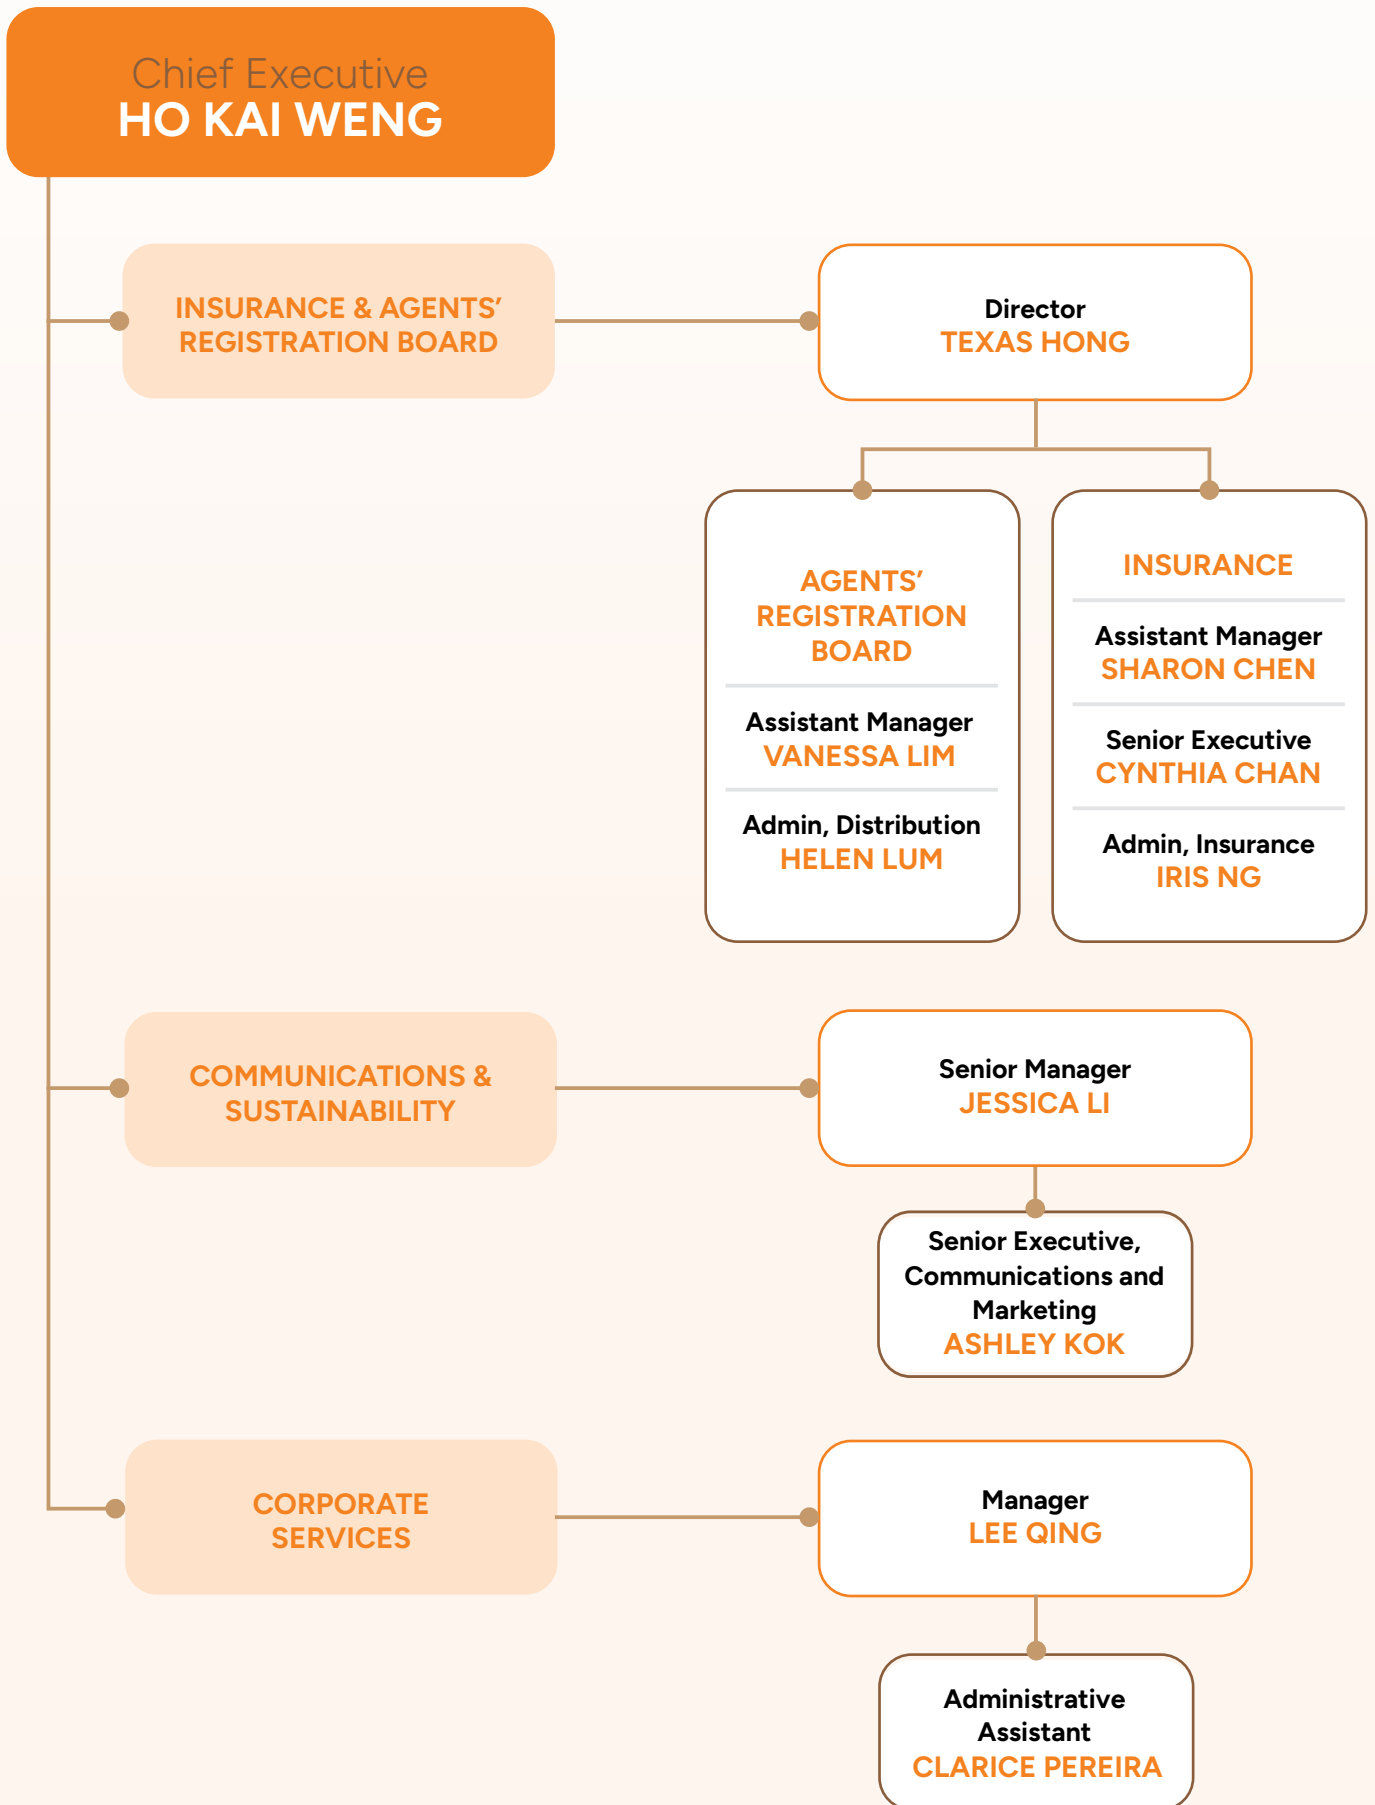 Chief Executive
HO KAI WENG
INSURANCE & AGENTS’
REGISTRATION BOARD
Director
TEXAS HONG
AGENTS’
REGISTRATION
BOARD
Assistant Manager
VANESSA LIM
Admin, Distribution
HELEN LUM
INSURANCE
Assistant Manager
SHARON CHEN
Senior Executive
CYNTHIA CHAN
Admin, Insurance
IRIS NG
COMMUNICATIONS &
SUSTAINABILITY
Senior Manager
JESSICA LI
Senior Executive,
Communications and
Marketing
ASHLEY KOK
CORPORATE
SERVICES
Manager
LEE QING
Administrative
Assistant
CLARICE PEREIRA